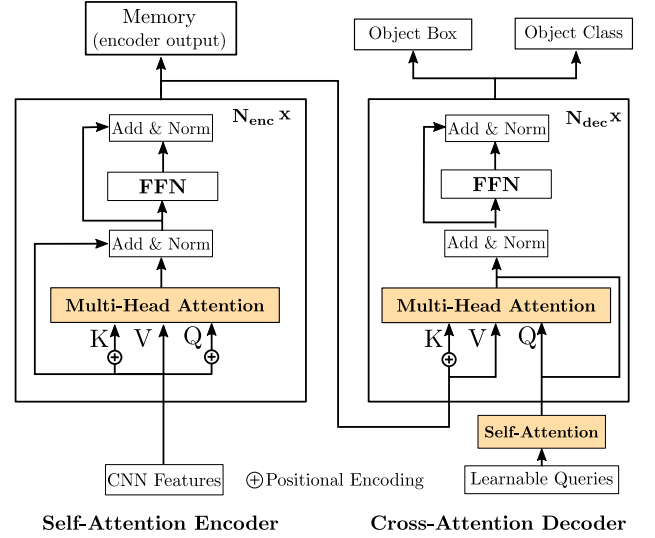 Memory
(encoder output)
N_enc x
Add & Norm
FFN
Add & Norm
Multi-Head Attention
K V Q
CNN Features
Self-Attention Encoder
Object Box
Object Class
N_dec x
Add & Norm
FFN
Add & Norm
Multi-Head Attention
K V Q
Self-Attention
Learnable Queries
Positional Encoding
Cross-Attention Decoder